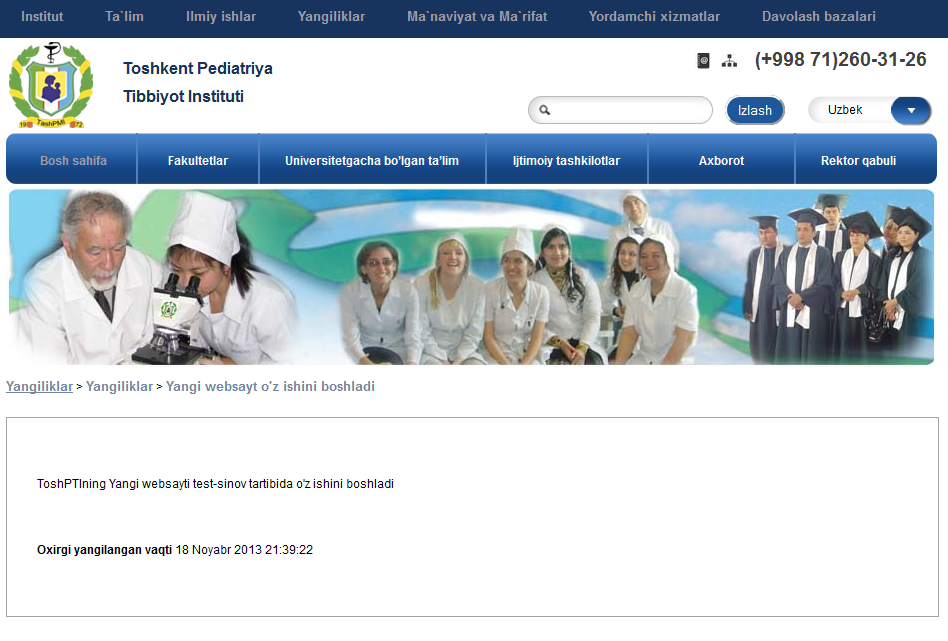 Institut Ta`lim Ilmiy ishlar Yangiliklar Ma`naviyat va Ma`rifat Yordamchi xizmatlar Davolash bazalari
19 TashPMI 72
Toshkent Pediatriya
Tibbiyot Instituti
(+998 71)260-31-26
Izlash Uzbek
Bosh sahifa Fakultetlar Universitetgacha bo'lgan ta'lim Ijtimoiy tashkilotlar Axborot Rektor qabuli
Yangiliklar > Yangiliklar > Yangi websayt o'z ishini boshladi
ToshPTIning Yangi websayti test-sinov tartibida o'z ishini boshladi
Oxirgi yangilangan vaqti 18 Noyabr 2013 21:39:22